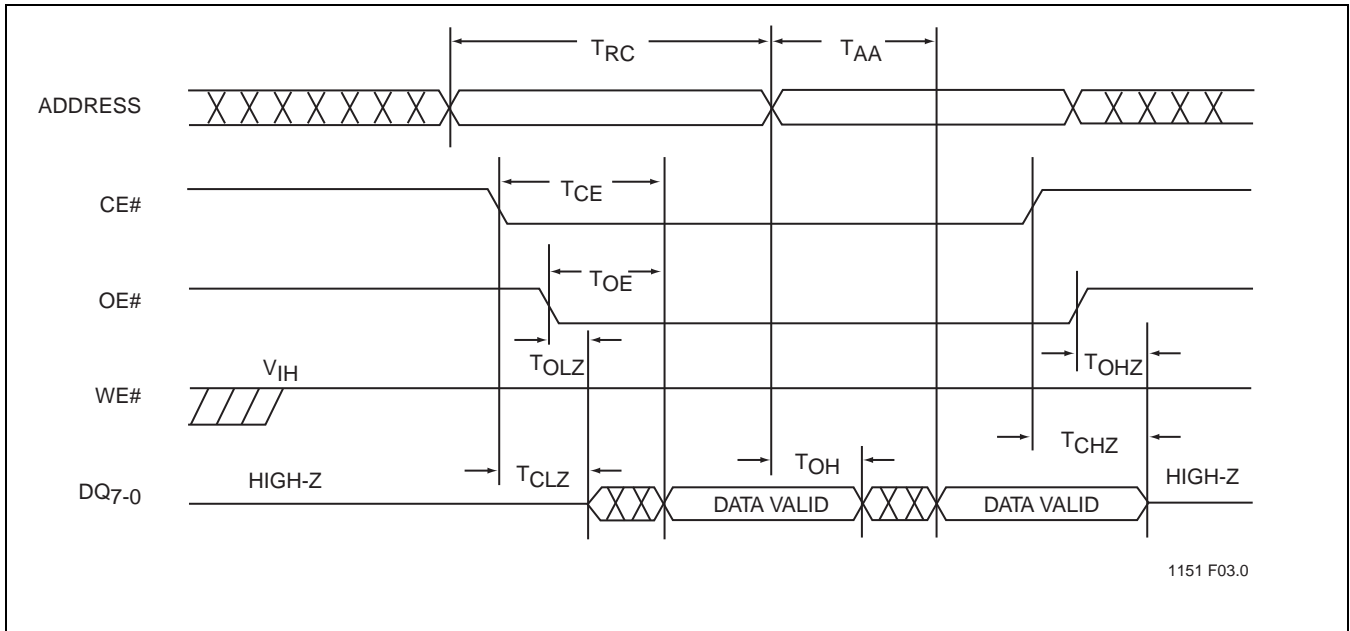 TRC
TAA
ADDRESS
TCE
CE#
TOE
OE#
TOLZ
TOHZ
VIH
WE#
TCHZ
TOH
TCLZ
HIGH-Z
HIGH-Z
DQ7-0
DATA VALID
DATA VALID
1151 F03.0